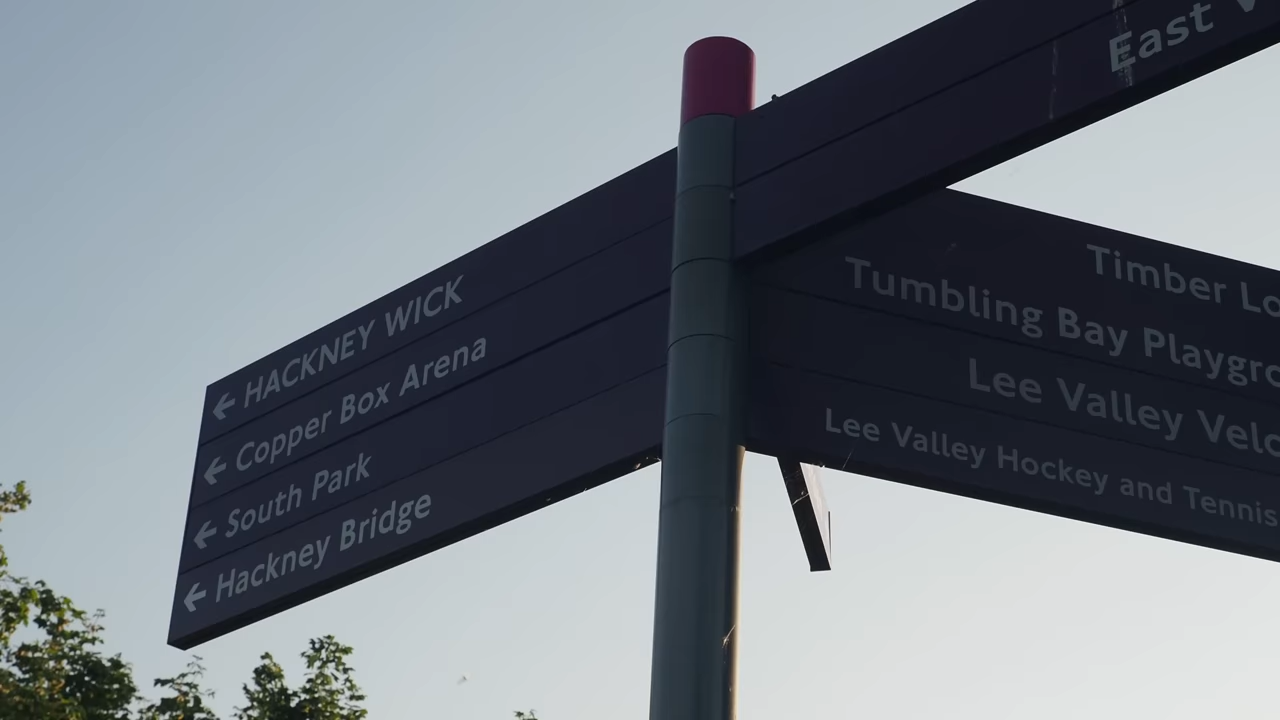 ← HACKNEY WICK
← Copper Box Arena
← South Park
← Hackney Bridge
East
Timber
Tumbling Bay
Lee Valley
Lee Valley Hockey and Tennis